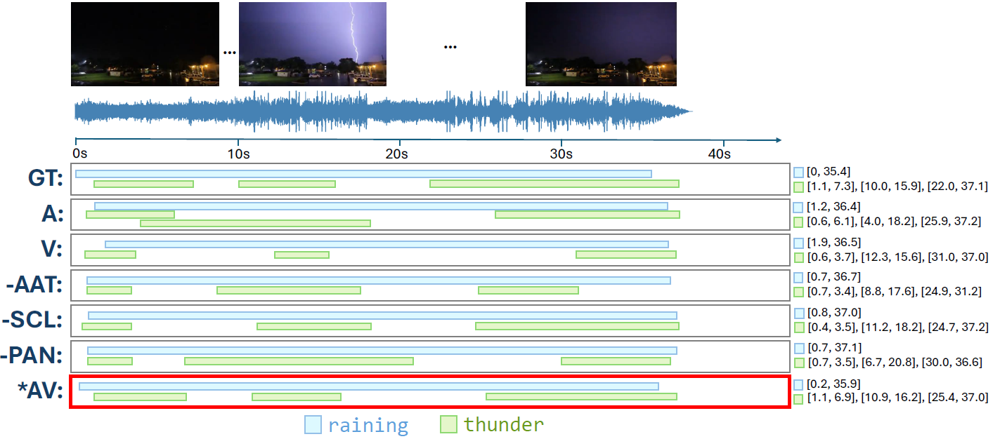 ... ...
0s 10s 20s 30s 40s
GT: [0, 35.4]
[1.1, 7.3], [10.0, 15.9], [22.0, 37.1]
A: [1.2, 36.4]
[0.6, 6.1], [4.0, 18.2], [25.9, 37.2]
V: [1.9, 36.5]
[0.6, 3.7], [12.3, 15.6], [31.0, 37.0]
-AAT: [0.7, 36.7]
[0.7, 3.4], [8.8, 17.6], [24.9, 31.2]
-SCL: [0.8, 37.0]
[0.4, 3.5], [11.2, 18.2], [24.7, 37.2]
-PAN: [0.7, 37.1]
[0.7, 3.5], [6.7, 20.8], [30.0, 36.6]
*AV: [0.2, 35.9]
[1.1, 6.9], [10.9, 16.2], [25.4, 37.0]
raining thunder